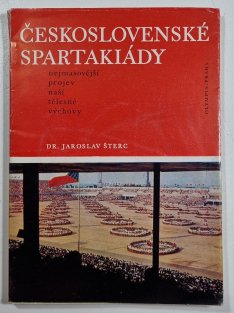 ČESKOSLOVENSKÉ
SPARTAKIÁDY
nejmasovější
projev
naší
tělesné
výchovy
OLYMPIA/PRAHA
DR. JAROSLAV ŠTERC